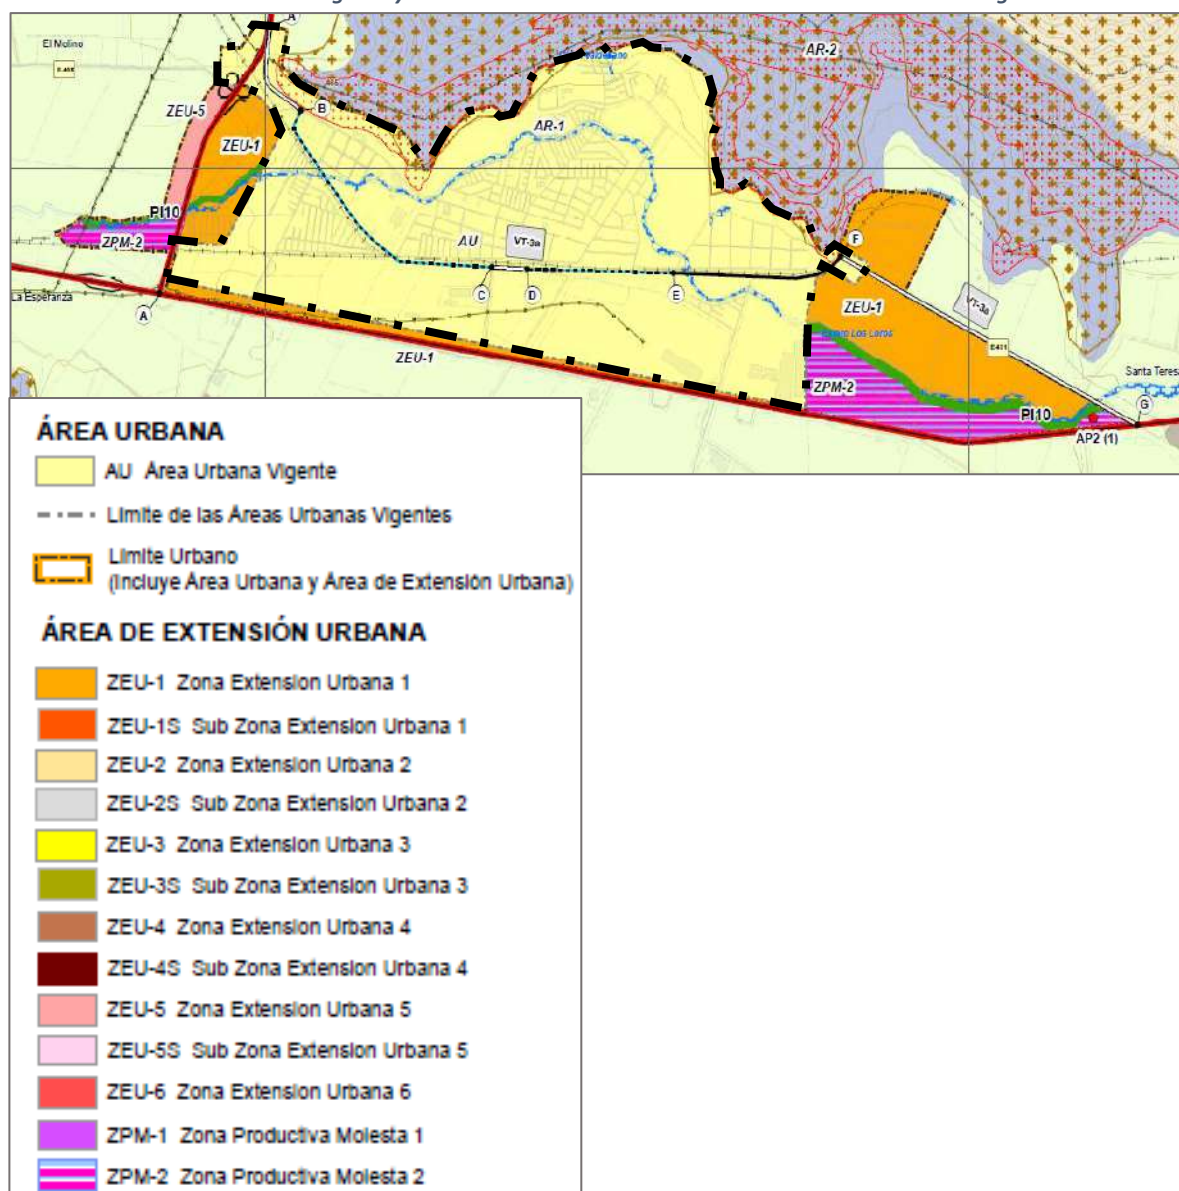 A
El Molino
AR-2
E-465
ZEU-5
B
AR-1
ZEU-1
PI10
ZPM-2
AU
VT-3a
F
La Esperanza
C
D
E
ZEU-1
VT-3a
A
Estero Los Loros
ZEU-1
ZPM-2
Santa Teresa
G
PI10
AP2 (1)
ÁREA URBANA
AU Área Urbana Vigente
Límite de las Áreas Urbanas Vigentes
Límite Urbano
(Incluye Área Urbana y Área de Extensión Urbana)
ÁREA DE EXTENSIÓN URBANA
ZEU-1 Zona Extension Urbana 1
ZEU-1S Sub Zona Extension Urbana 1
ZEU-2 Zona Extension Urbana 2
ZEU-2S Sub Zona Extension Urbana 2
ZEU-3 Zona Extension Urbana 3
ZEU-3S Sub Zona Extension Urbana 3
ZEU-4 Zona Extension Urbana 4
ZEU-4S Sub Zona Extension Urbana 4
ZEU-5 Zona Extension Urbana 5
ZEU-5S Sub Zona Extension Urbana 5
ZEU-6 Zona Extension Urbana 6
ZPM-1 Zona Productiva Molesta 1
ZPM-2 Zona Productiva Molesta 2